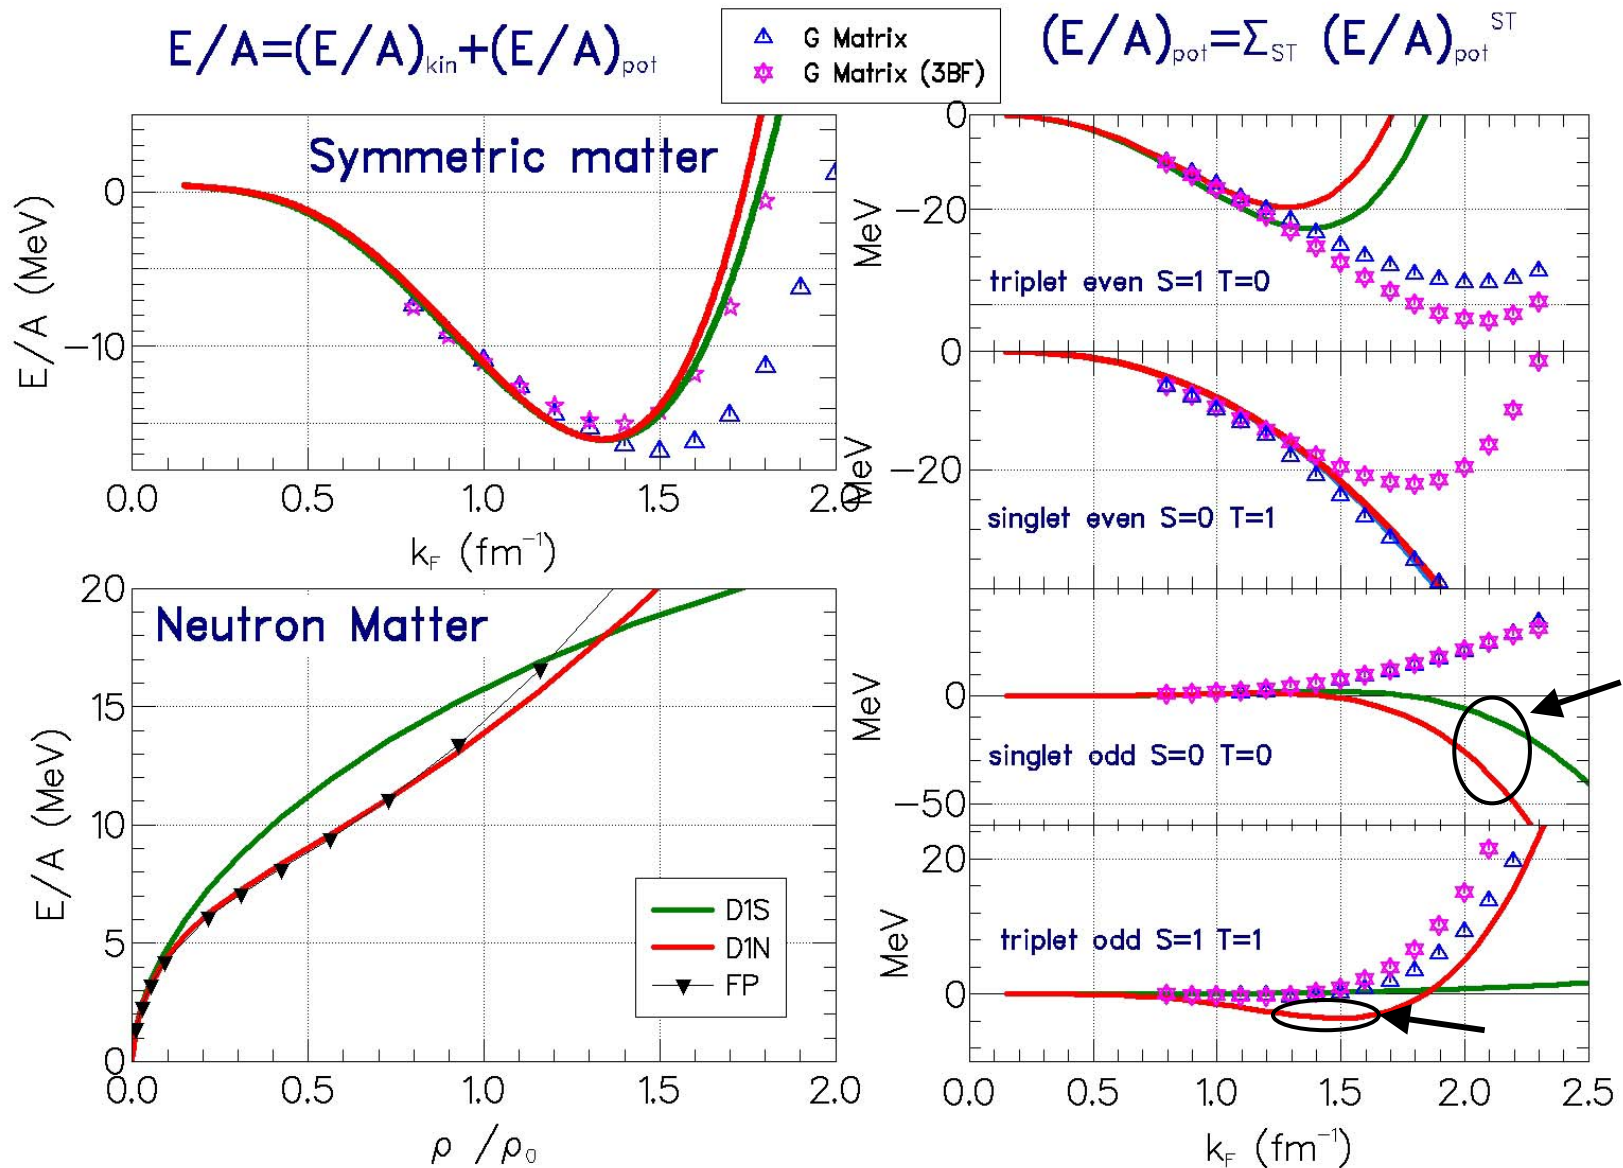 E/A=(E/A)kin+(E/A)pot
G Matrix
G Matrix (3BF)
(E/A)pot=ΣST (E/A)pot^ST
Symmetric matter
E/A (MeV)
0
−10
0.0 0.5 1.0 1.5 2.0
kF (fm⁻¹)
Neutron Matter
E/A (MeV)
20
15
10
5
0
D1S
D1N
FP
0.0 0.5 1.0 1.5 2.0
ρ /ρ0
0
−20
MeV
triplet even S=1 T=0
0
−20
MeV
singlet even S=0 T=1
0
−50
MeV
singlet odd S=0 T=0
20
0
MeV
triplet odd S=1 T=1
0.0 0.5 1.0 1.5 2.0 2.5
kF (fm⁻¹)